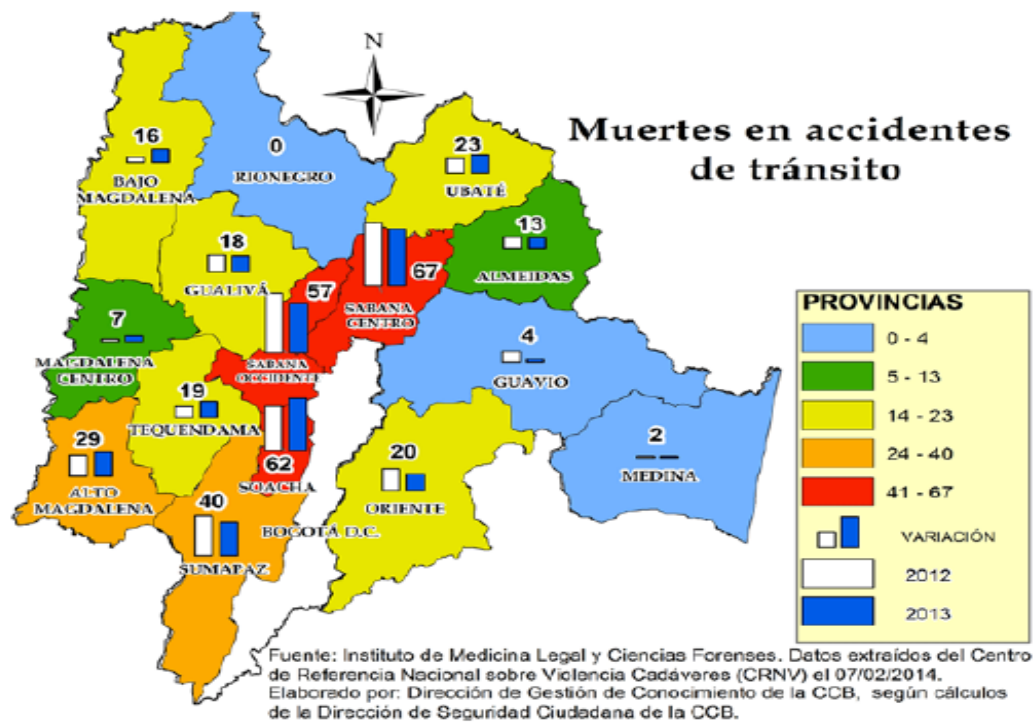 N
Muertes en accidentes
de tránsito
16
BAJO
MAGDALENA
0
RIONEGRO
23
UBATÉ
18
GUALIVÁ
13
ALMEIDAS
57
67
SABANA
CENTRO
7
MAGDALENA
CENTRO
SABANA
OCCIDENTE
4
GUAVIO
19
TEQUENDAMA
2
MEDINA
29
ALTO
MAGDALENA
62
SOACHA
20
ORIENTE
40
SUMAPAZ
BOGOTÁ D.C.
PROVINCIAS
0 - 4
5 - 13
14 - 23
24 - 40
41 - 67
VARIACIÓN
2012
2013
Fuente: Instituto de Medicina Legal y Ciencias Forenses. Datos extraídos del Centro
de Referencia Nacional sobre Violencia Cadáveres (CRNV) el 07/02/2014.
Elaborado por: Dirección de Gestión de Conocimiento de la CCB, según cálculos
de la Dirección de Seguridad Ciudadana de la CCB.